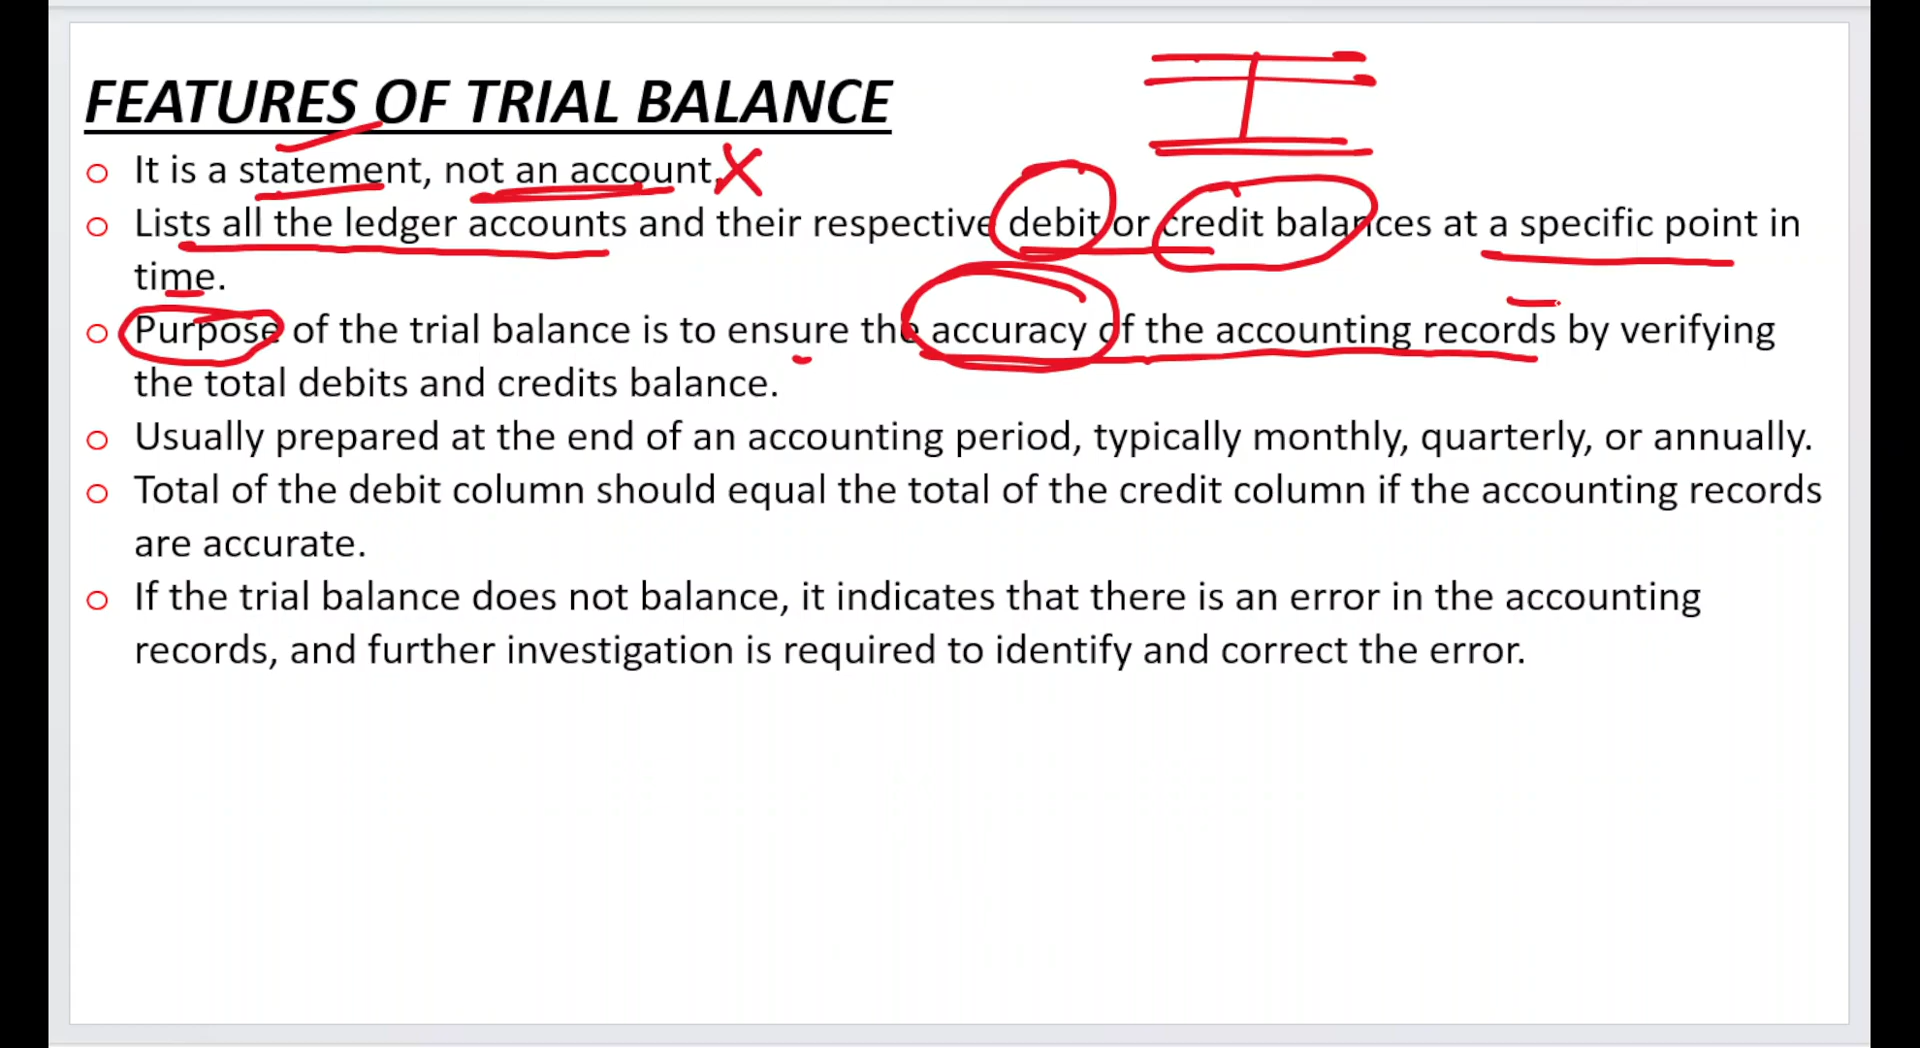 FEATURES OF TRIAL BALANCE
It is a statement, not an account.
Lists all the ledger accounts and their respective debit or credit balances at a specific point in
time.
Purpose of the trial balance is to ensure the accuracy of the accounting records by verifying
the total debits and credits balance.
Usually prepared at the end of an accounting period, typically monthly, quarterly, or annually.
Total of the debit column should equal the total of the credit column if the accounting records
are accurate.
If the trial balance does not balance, it indicates that there is an error in the accounting
records, and further investigation is required to identify and correct the error.